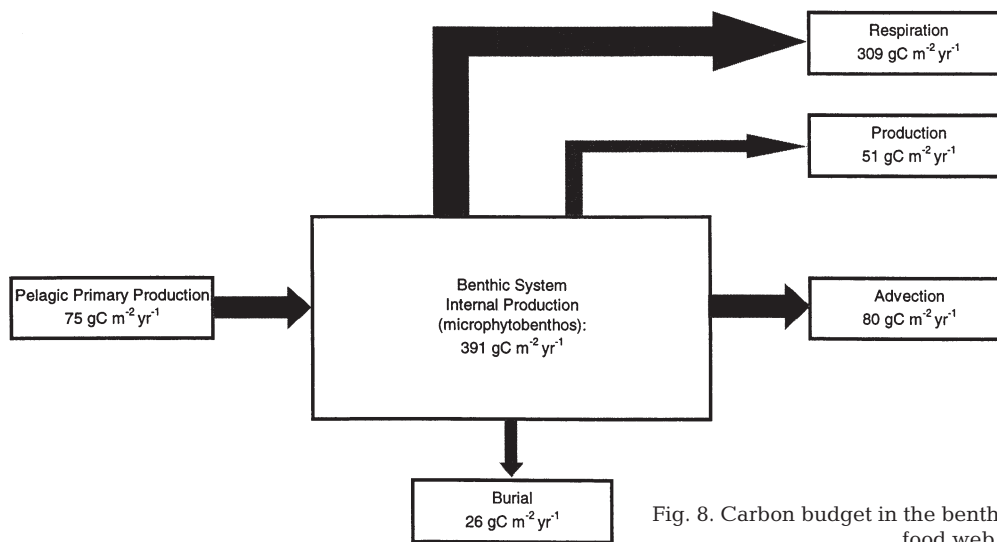 Respiration
309 gC m⁻² yr⁻¹
Production
51 gC m⁻² yr⁻¹
Pelagic Primary Production
75 gC m⁻² yr⁻¹
Benthic System
Internal Production
(microphytobenthos):
391 gC m⁻² yr⁻¹
Advection
80 gC m⁻² yr⁻¹
Burial
26 gC m⁻² yr⁻¹
Fig. 8. Carbon budget in the benth
food web